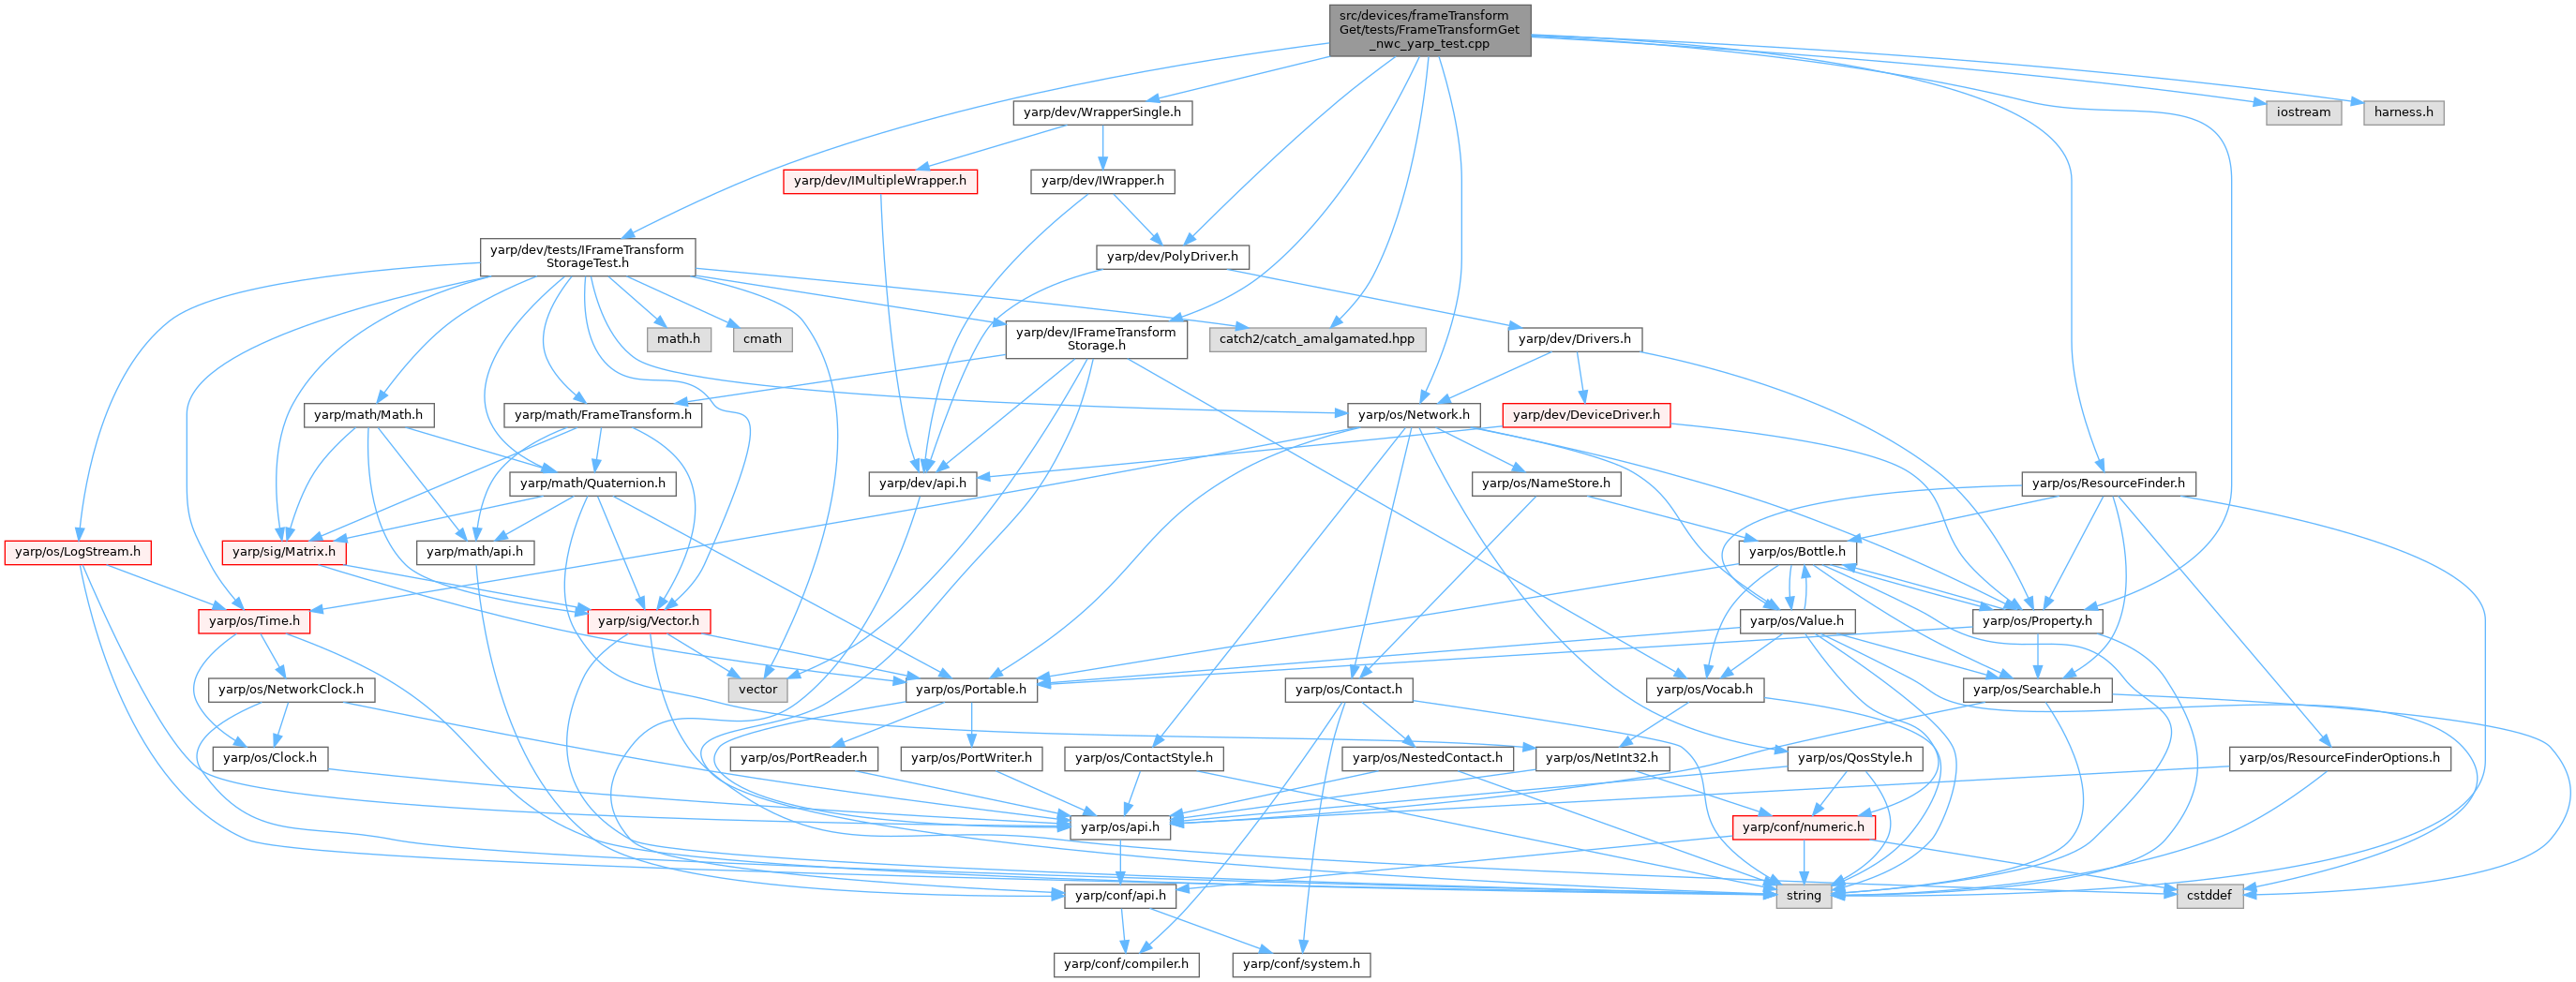 src/devices/frameTransform
Get/tests/FrameTransformGet
_nwc_yarp_test.cpp
yarp/dev/WrapperSingle.h
iostream
harness.h
yarp/dev/IMultipleWrapper.h
yarp/dev/IWrapper.h
yarp/dev/tests/IFrameTransform
StorageTest.h
yarp/dev/PolyDriver.h
math.h
cmath
yarp/dev/IFrameTransform
Storage.h
catch2/catch_amalgamated.hpp
yarp/dev/Drivers.h
yarp/math/Math.h
yarp/math/FrameTransform.h
yarp/os/Network.h
yarp/dev/DeviceDriver.h
yarp/math/Quaternion.h
yarp/dev/api.h
yarp/os/NameStore.h
yarp/os/ResourceFinder.h
yarp/os/LogStream.h
yarp/sig/Matrix.h
yarp/math/api.h
yarp/os/Bottle.h
yarp/os/Time.h
yarp/sig/Vector.h
yarp/os/Value.h
yarp/os/Property.h
yarp/os/NetworkClock.h
vector
yarp/os/Portable.h
yarp/os/Contact.h
yarp/os/Vocab.h
yarp/os/Searchable.h
yarp/os/Clock.h
yarp/os/PortReader.h
yarp/os/PortWriter.h
yarp/os/ContactStyle.h
yarp/os/NestedContact.h
yarp/os/NetInt32.h
yarp/os/QosStyle.h
yarp/os/ResourceFinderOptions.h
yarp/os/api.h
yarp/conf/numeric.h
yarp/conf/api.h
string
cstddef
yarp/conf/compiler.h
yarp/conf/system.h